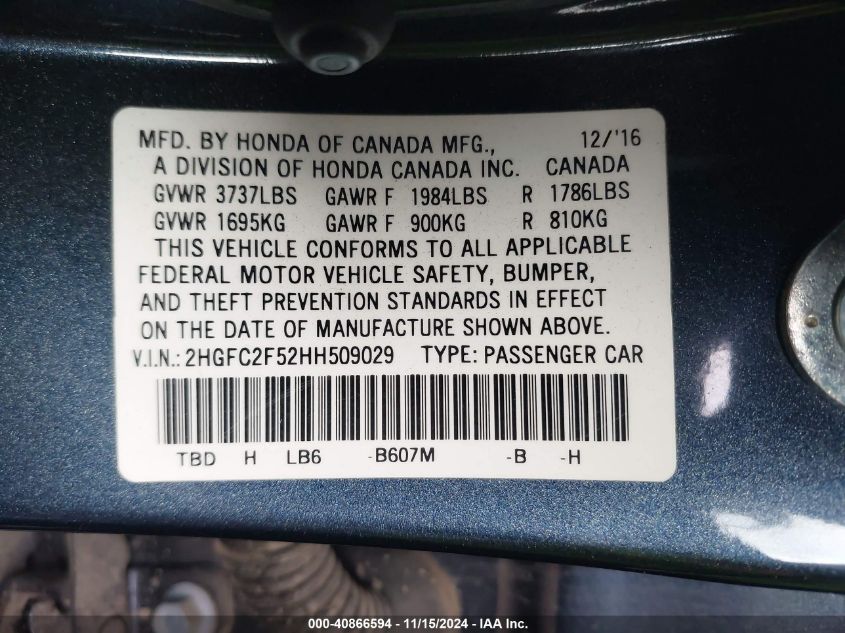 MFD. BY HONDA OF CANADA MFG., 12/'16
A DIVISION OF HONDA CANADA INC. CANADA
GVWR 3737LBS GAWR F 1984LBS R 1786LBS
GVWR 1695KG GAWR F 900KG R 810KG
THIS VEHICLE CONFORMS TO ALL APPLICABLE
FEDERAL MOTOR VEHICLE SAFETY, BUMPER,
AND THEFT PREVENTION STANDARDS IN EFFECT
ON THE DATE OF MANUFACTURE SHOWN ABOVE.
V.I.N.: 2HGFC2F52HH509029 TYPE: PASSENGER CAR
TBD H LB6 -B607M -B -H
000-40866594 - 11/15/2024 - IAA Inc.